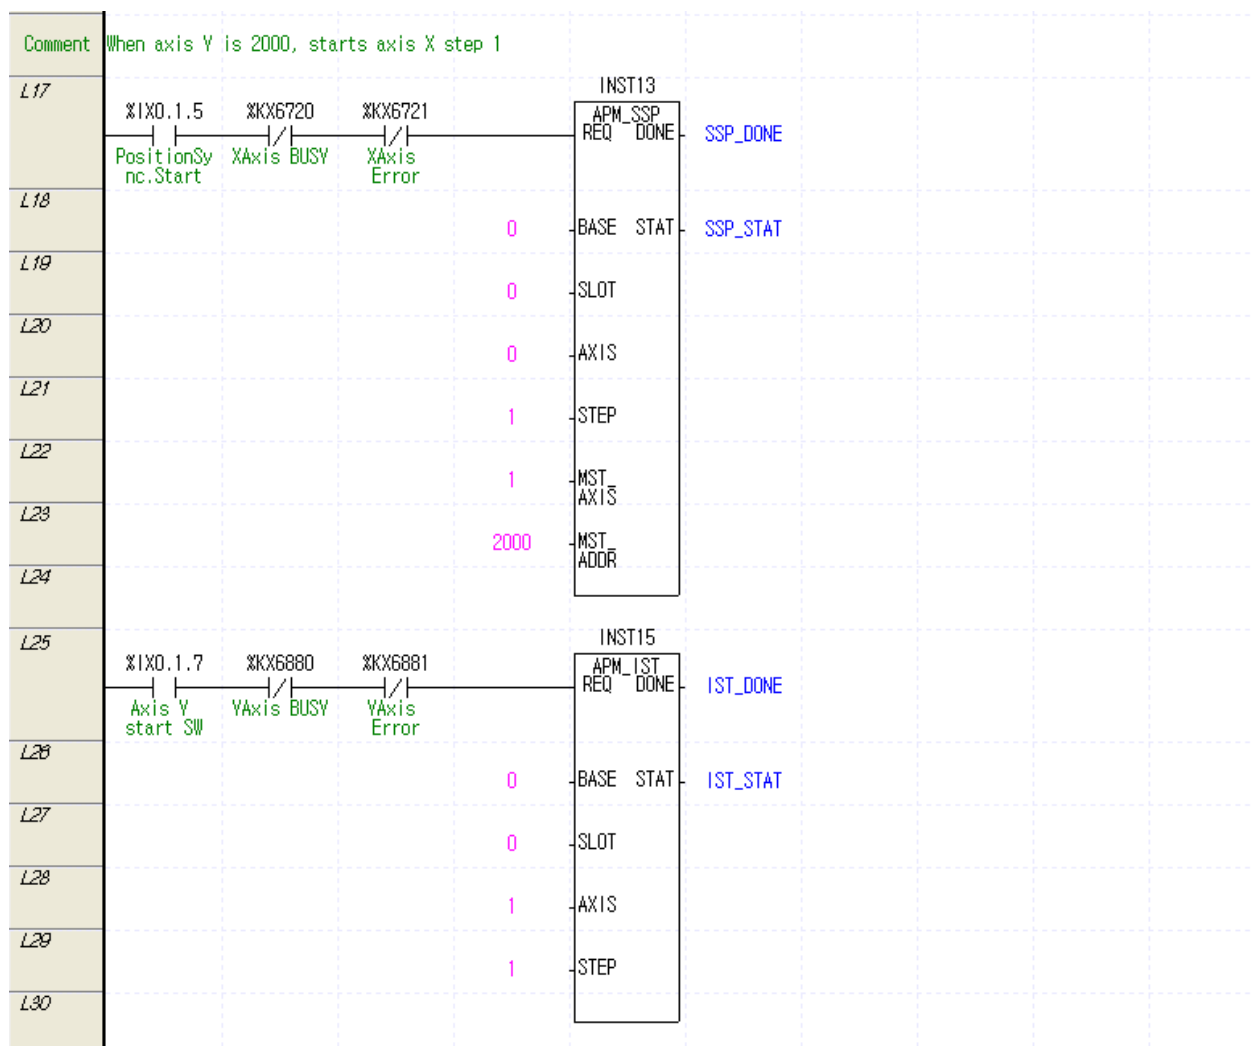 Comment When axis Y is 2000, starts axis X step 1
L17
INST13
%IX0.1.5 %KX6720 %KX6721
APM_SSP
REQ DONE SSP_DONE
PositionSy XAxis BUSY XAxis
nc.Start Error
L18
0 BASE STAT SSP_STAT
L19
0 SLOT
L20
0 AXIS
L21
1 STEP
L22
1 MST_
AXIS
L23
2000 MST_
ADDR
L24
L25
INST15
%IX0.1.7 %KX6880 %KX6881
APM_IST
REQ DONE IST_DONE
Axis Y YAxis BUSY YAxis
start SW Error
L26
0 BASE STAT IST_STAT
L27
0 SLOT
L28
1 AXIS
L29
1 STEP
L30